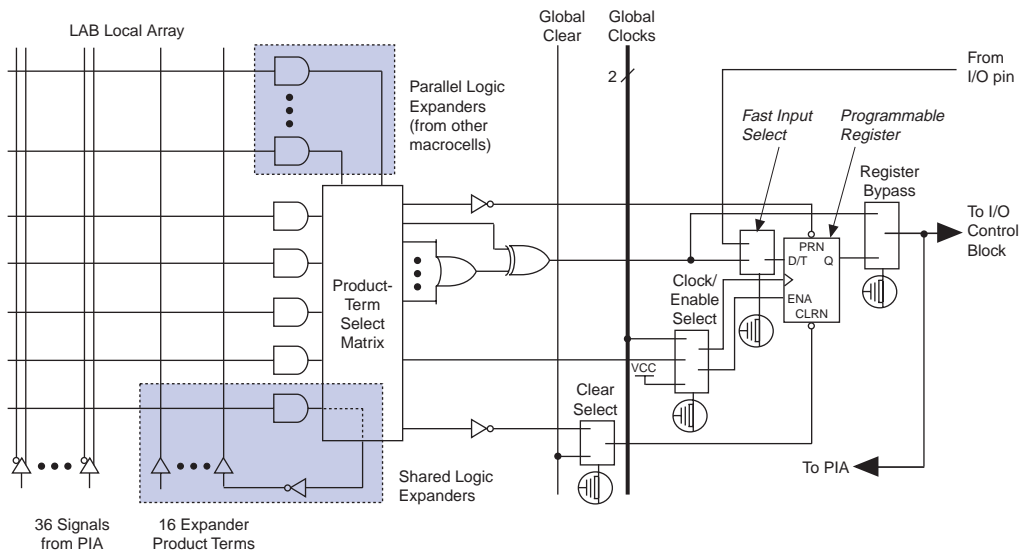 LAB Local Array
Global
Clear
Global
Clocks
2
From
I/O pin
Parallel Logic
Expanders
(from other
macrocells)
Fast Input
Select
Programmable
Register
Register
Bypass
To I/O
Control
Block
PRN
D/T
Q
ENA
CLRN
Clock/
Enable
Select
Product-
Term
Select
Matrix
VCC
Clear
Select
To PIA
Shared Logic
Expanders
36 Signals
from PIA
16 Expander
Product Terms